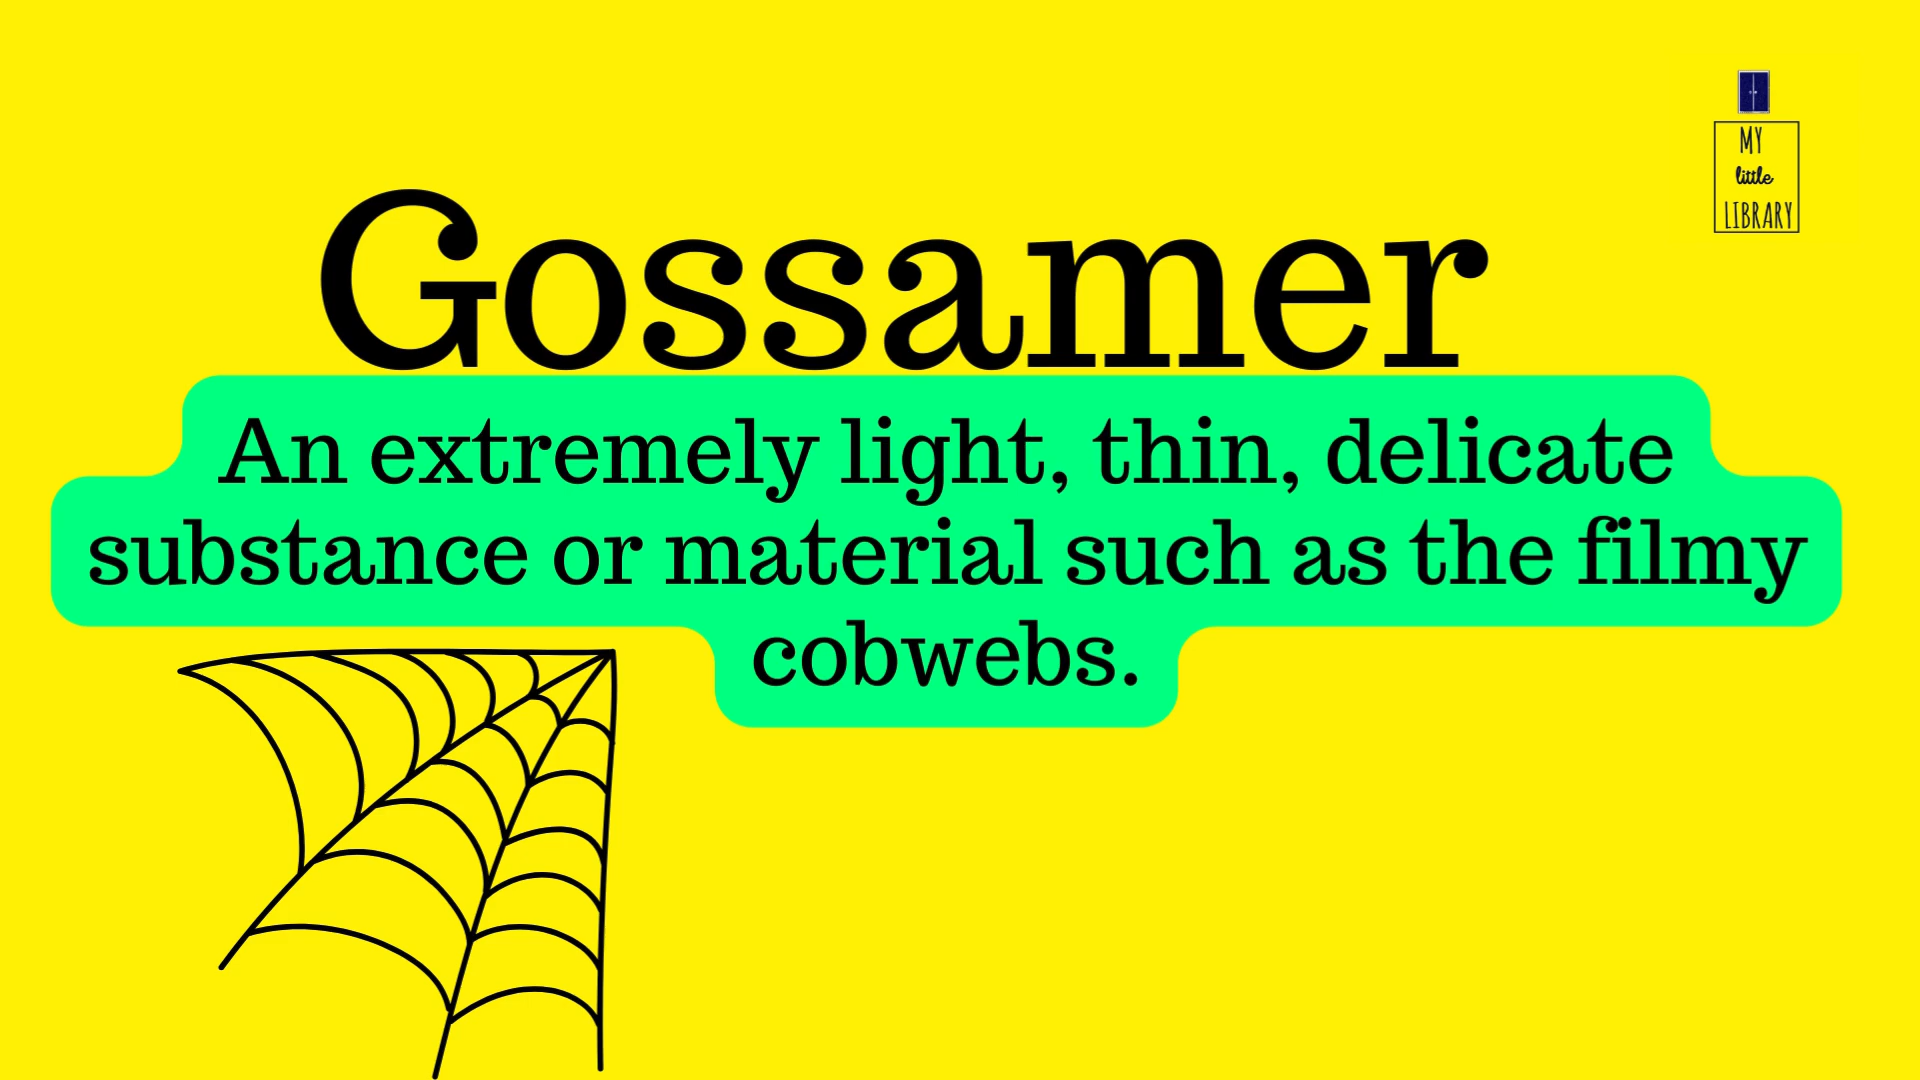 MY
little
LIBRARY
Gossamer
An extremely light, thin, delicate
substance or material such as the filmy
cobwebs.